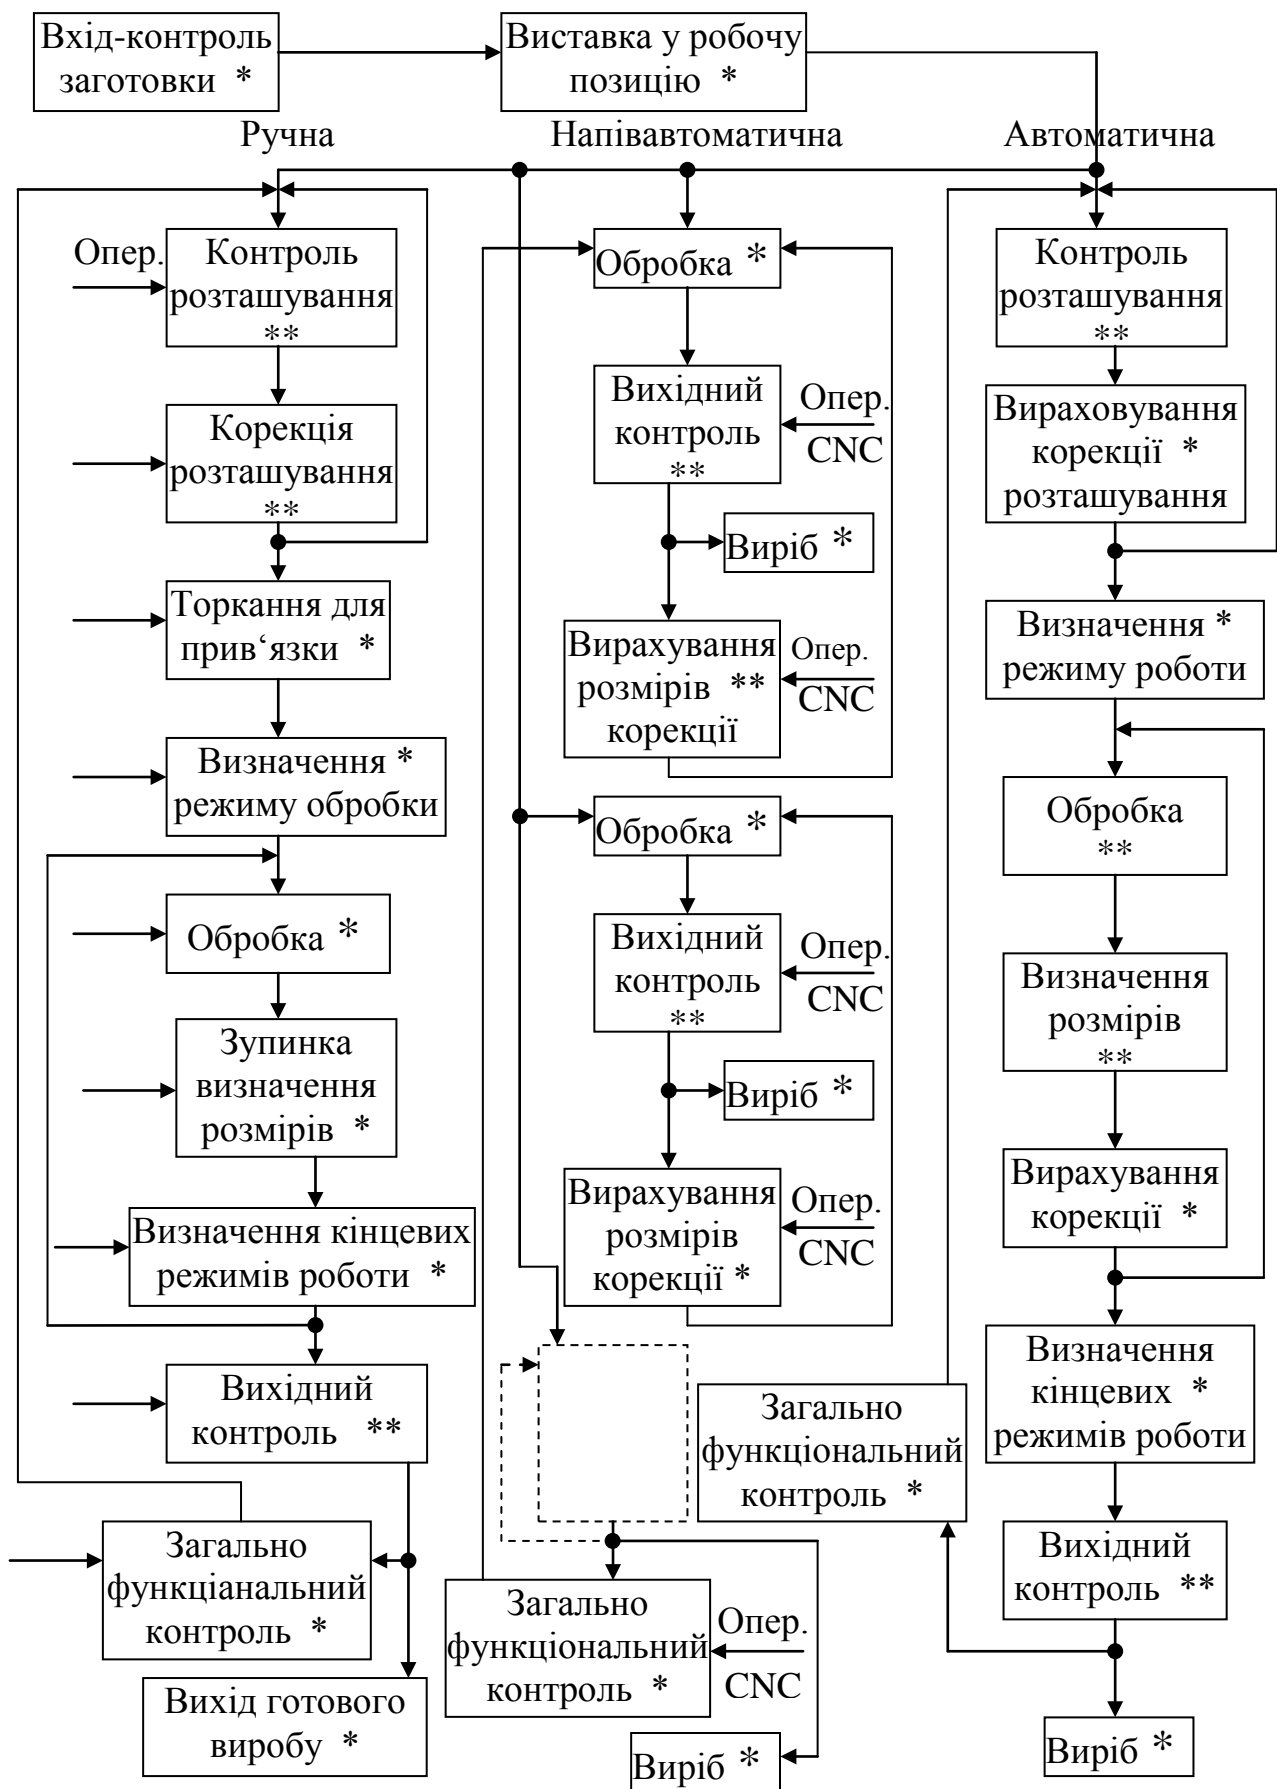 Вхід-контроль
заготовки *
Виставка у робочу
позицію *
Ручна
Напівавтоматична
Автоматична
Опер.
Контроль
розташування
**
Корекція
розташування
**
Торкання для
прив‘язки *
Визначення *
режиму обробки
Обробка *
Зупинка
визначення
розмірів *
Визначення кінцевих
режимів роботи *
Вихідний
контроль **
Загально
функціанальний
контроль *
Вихід готового
виробу *
Обробка *
Вихідний
контроль
**
Опер.
CNC
Виріб *
Вирахування
розмірів **
корекції
Опер.
CNC
Обробка *
Вихідний
контроль
**
Опер.
CNC
Виріб *
Вирахування
розмірів
корекції *
Опер.
CNC
Загально
функціональний
контроль *
Опер.
CNC
Виріб *
Контроль
розташування
**
Вираховування
корекції *
розташування
Визначення *
режиму роботи
Обробка
**
Визначення
розмірів
**
Вирахування
корекції *
Визначення
кінцевих *
режимів роботи
Загально
функціональний
контроль *
Вихідний
контроль **
Виріб *